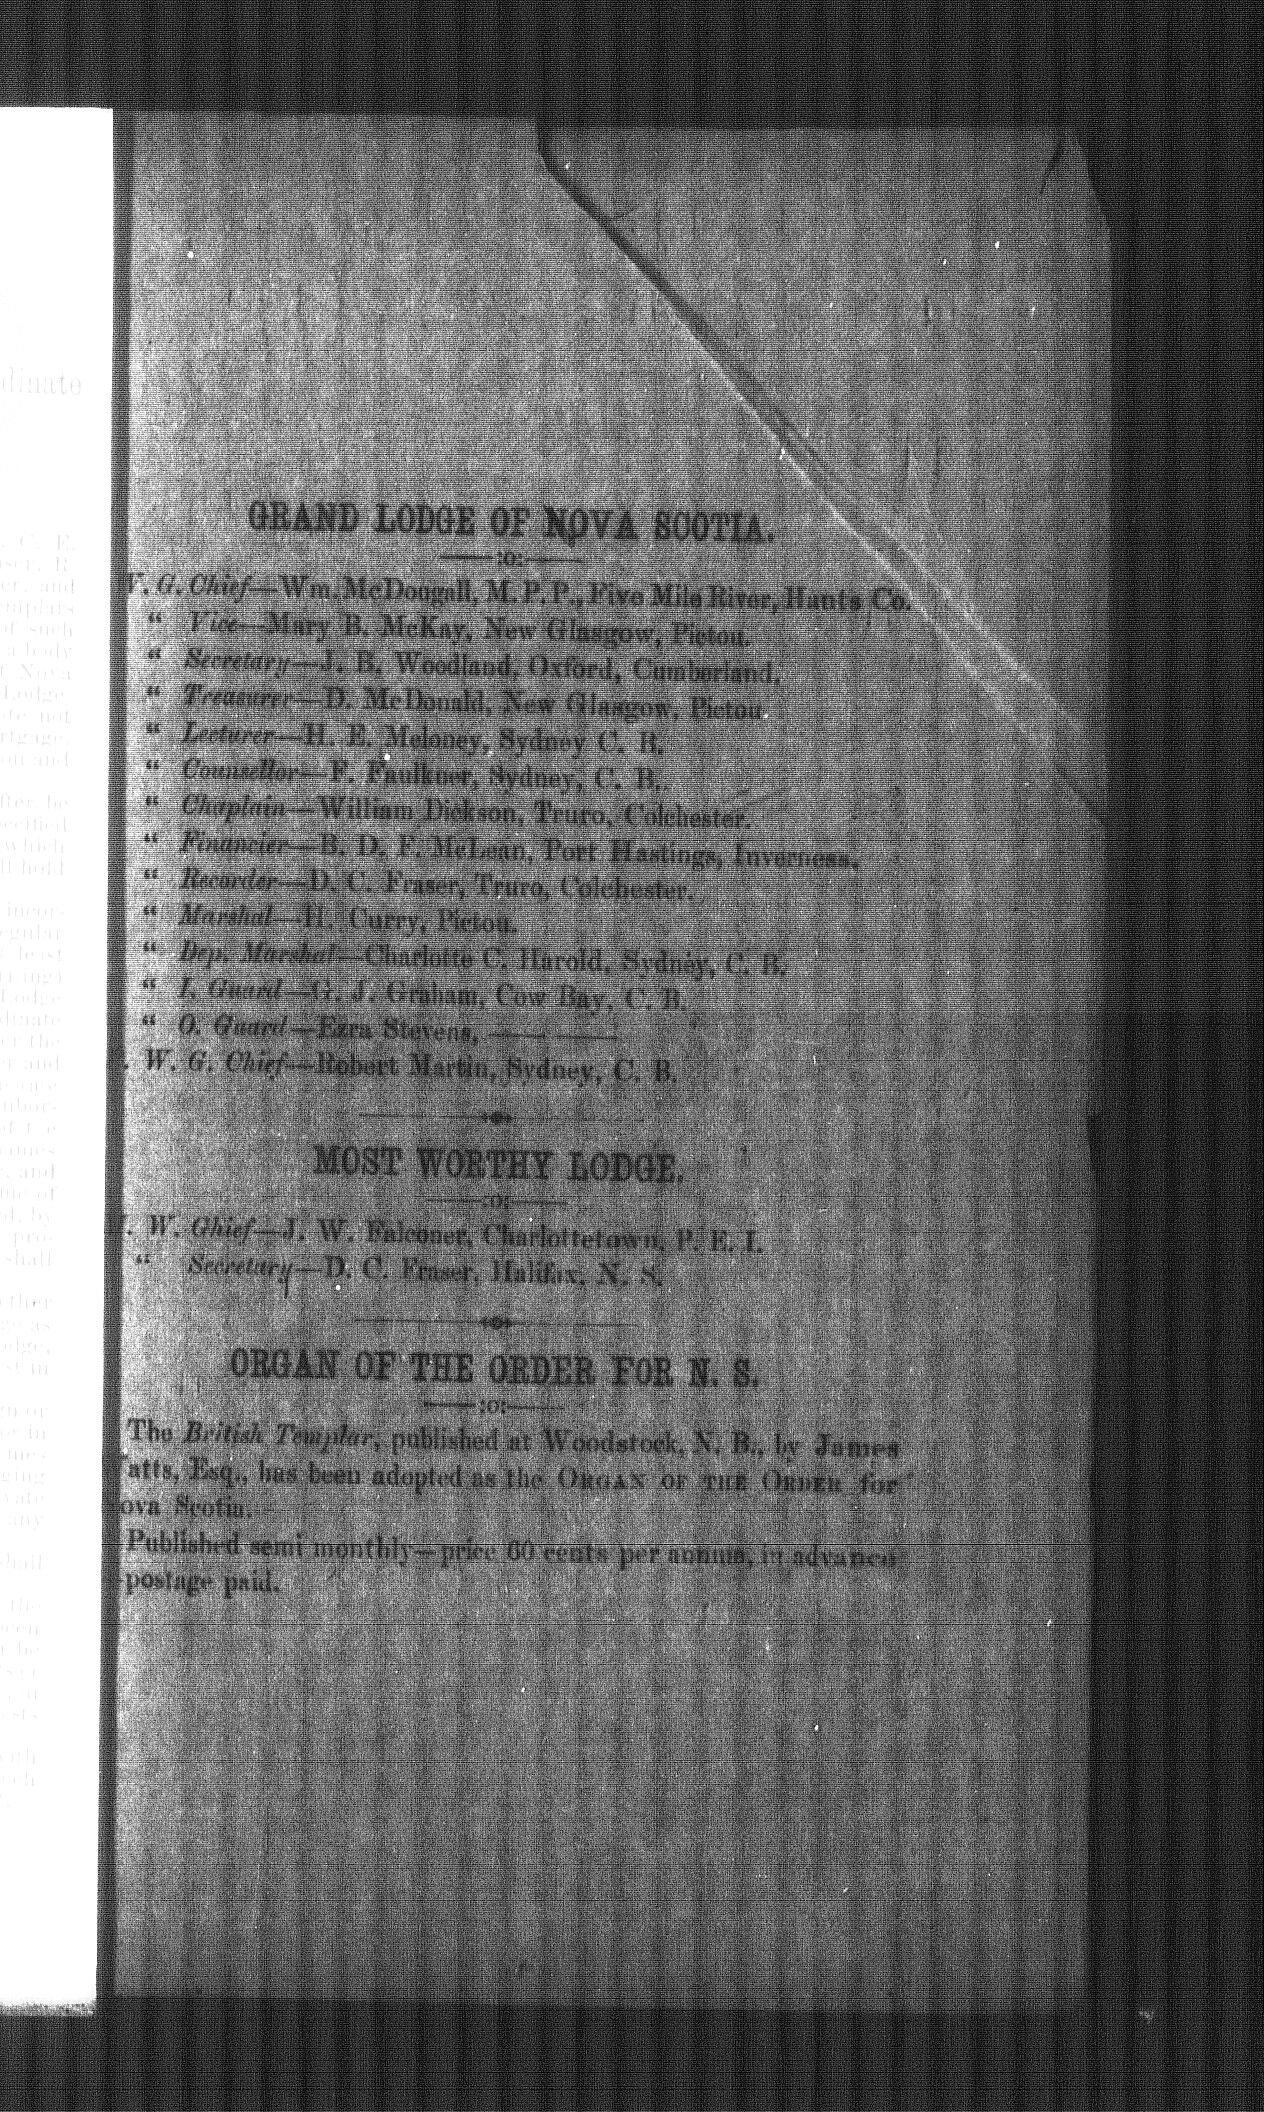 GRAND LODGE OF NOVA SCOTIA.
:o:
. G. Chief—Wm. McDougall, M. P. P., Five Mile River, Hants Co.
“ Vice—Mary B. McKay, New Glasgow, Pictou.
“ Secretary—J. B. Woodland, Oxford, Cumberland.
“ Treasurer—D. McDonald, New Glasgow, Pictou.
“ Lecturer—H. E. Meloney, Sydney C. B.
“ Counsellor—F. Faulkner, Sydney, C. B.
“ Chaplain—William Dickson, Truro, Colchester.
“ Financier—B. D. F. McLean, Port Hastings, Inverness.
“ Recorder—D. C. Fraser, Truro, Colchester.
“ Marshal—H. Curry, Pictou.
“ Dep. Marshal—Charlotte C. Harold, Sydney, C. B.
“ I. Guard—G. J. Graham, Cow Bay, C. B.
“ O. Guard—Ezra Stevens, —— ——
. W. G. Chief—Robert Martin, Sydney, C. B.
MOST WORTHY LODGE.
:o:
. W. Ghief—J. W. Falconer, Charlottetown, P. E. I.
“ Secretary—D. C. Fraser, Halifax, N. S.
ORGAN OF THE ORDER FOR N. S.
:o:
The British Templar, published at Woodstock, N. B., by James
atts, Esq., has been adopted as the ORGAN OF THE ORDER for
ova Scotia.
Published semi monthly—price 60 cents per annum, in advance
-postage paid.